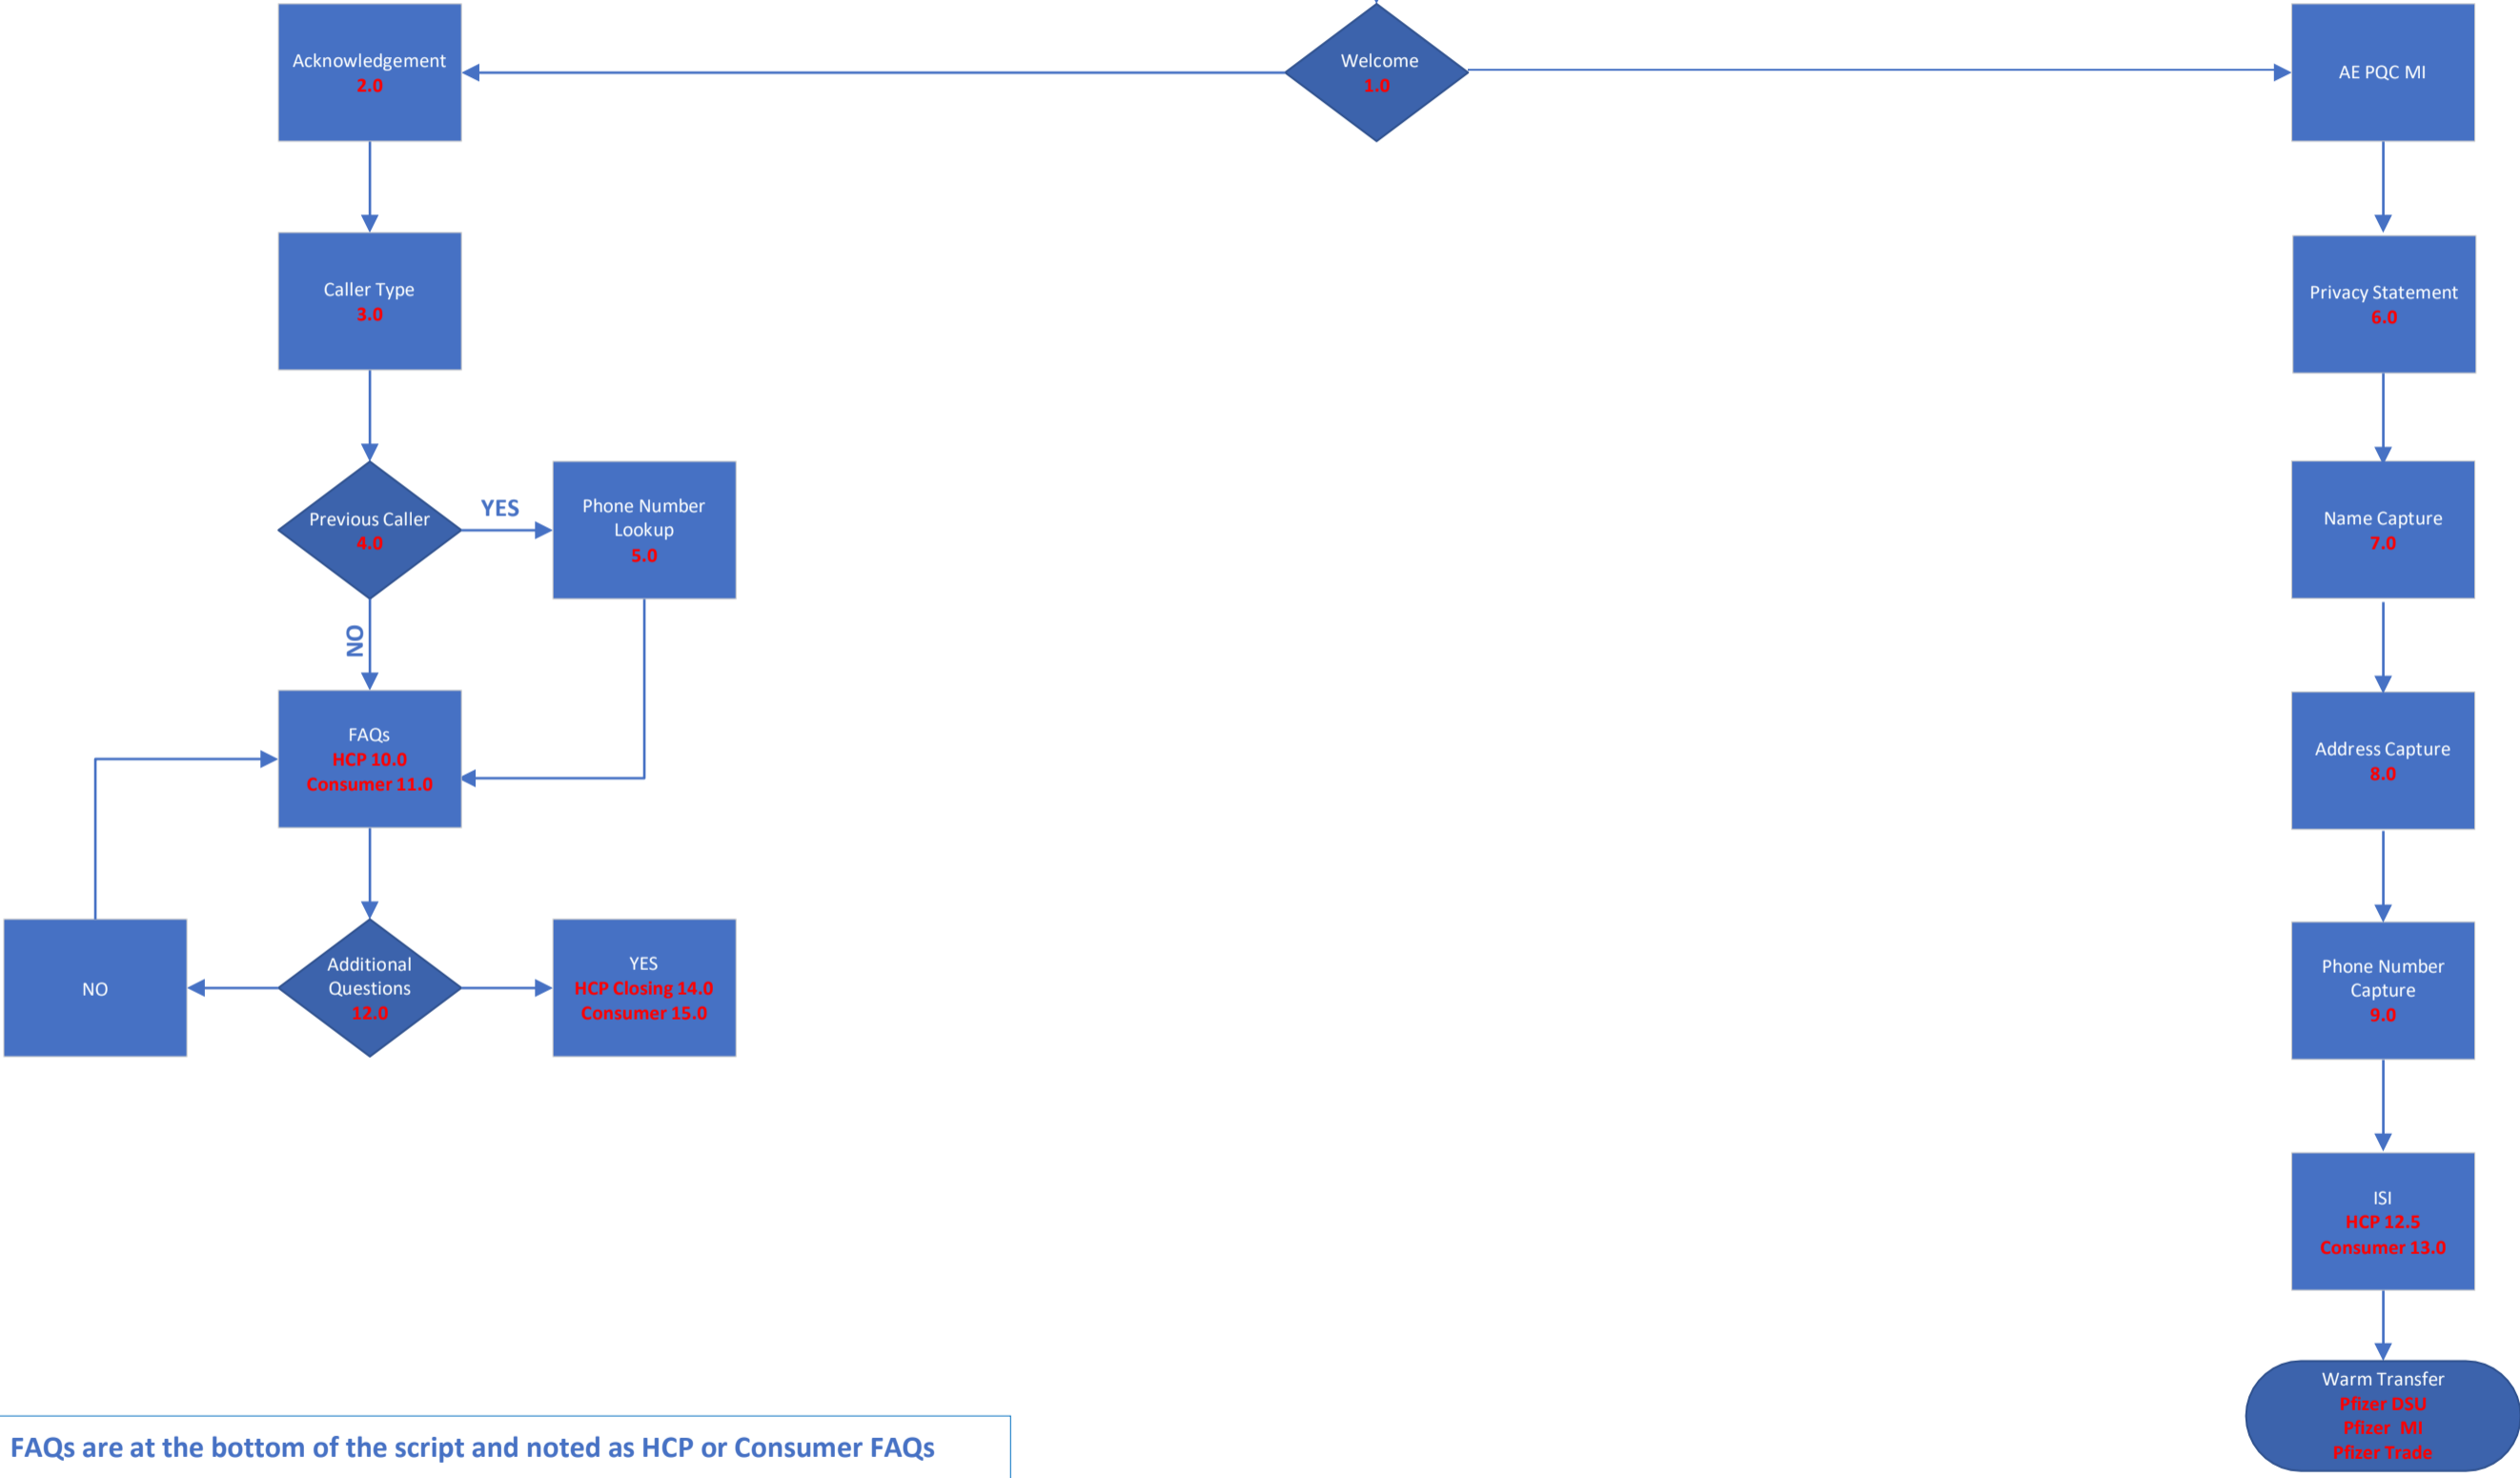 Acknowledgement
2.0
Welcome
1.0
AE PQC MI
Caller Type
3.0
Privacy Statement
6.0
Previous Caller
4.0
YES
Phone Number
Lookup
5.0
Name Capture
7.0
NO
FAQs
HCP 10.0
Consumer 11.0
Address Capture
8.0
NO
Additional
Questions
12.0
YES
HCP Closing 14.0
Consumer 15.0
Phone Number
Capture
9.0
ISI
HCP 12.5
Consumer 13.0
Warm Transfer
Pfizer DSU
Pfizer MI
Pfizer Trade
FAQs are at the bottom of the script and noted as HCP or Consumer FAQs